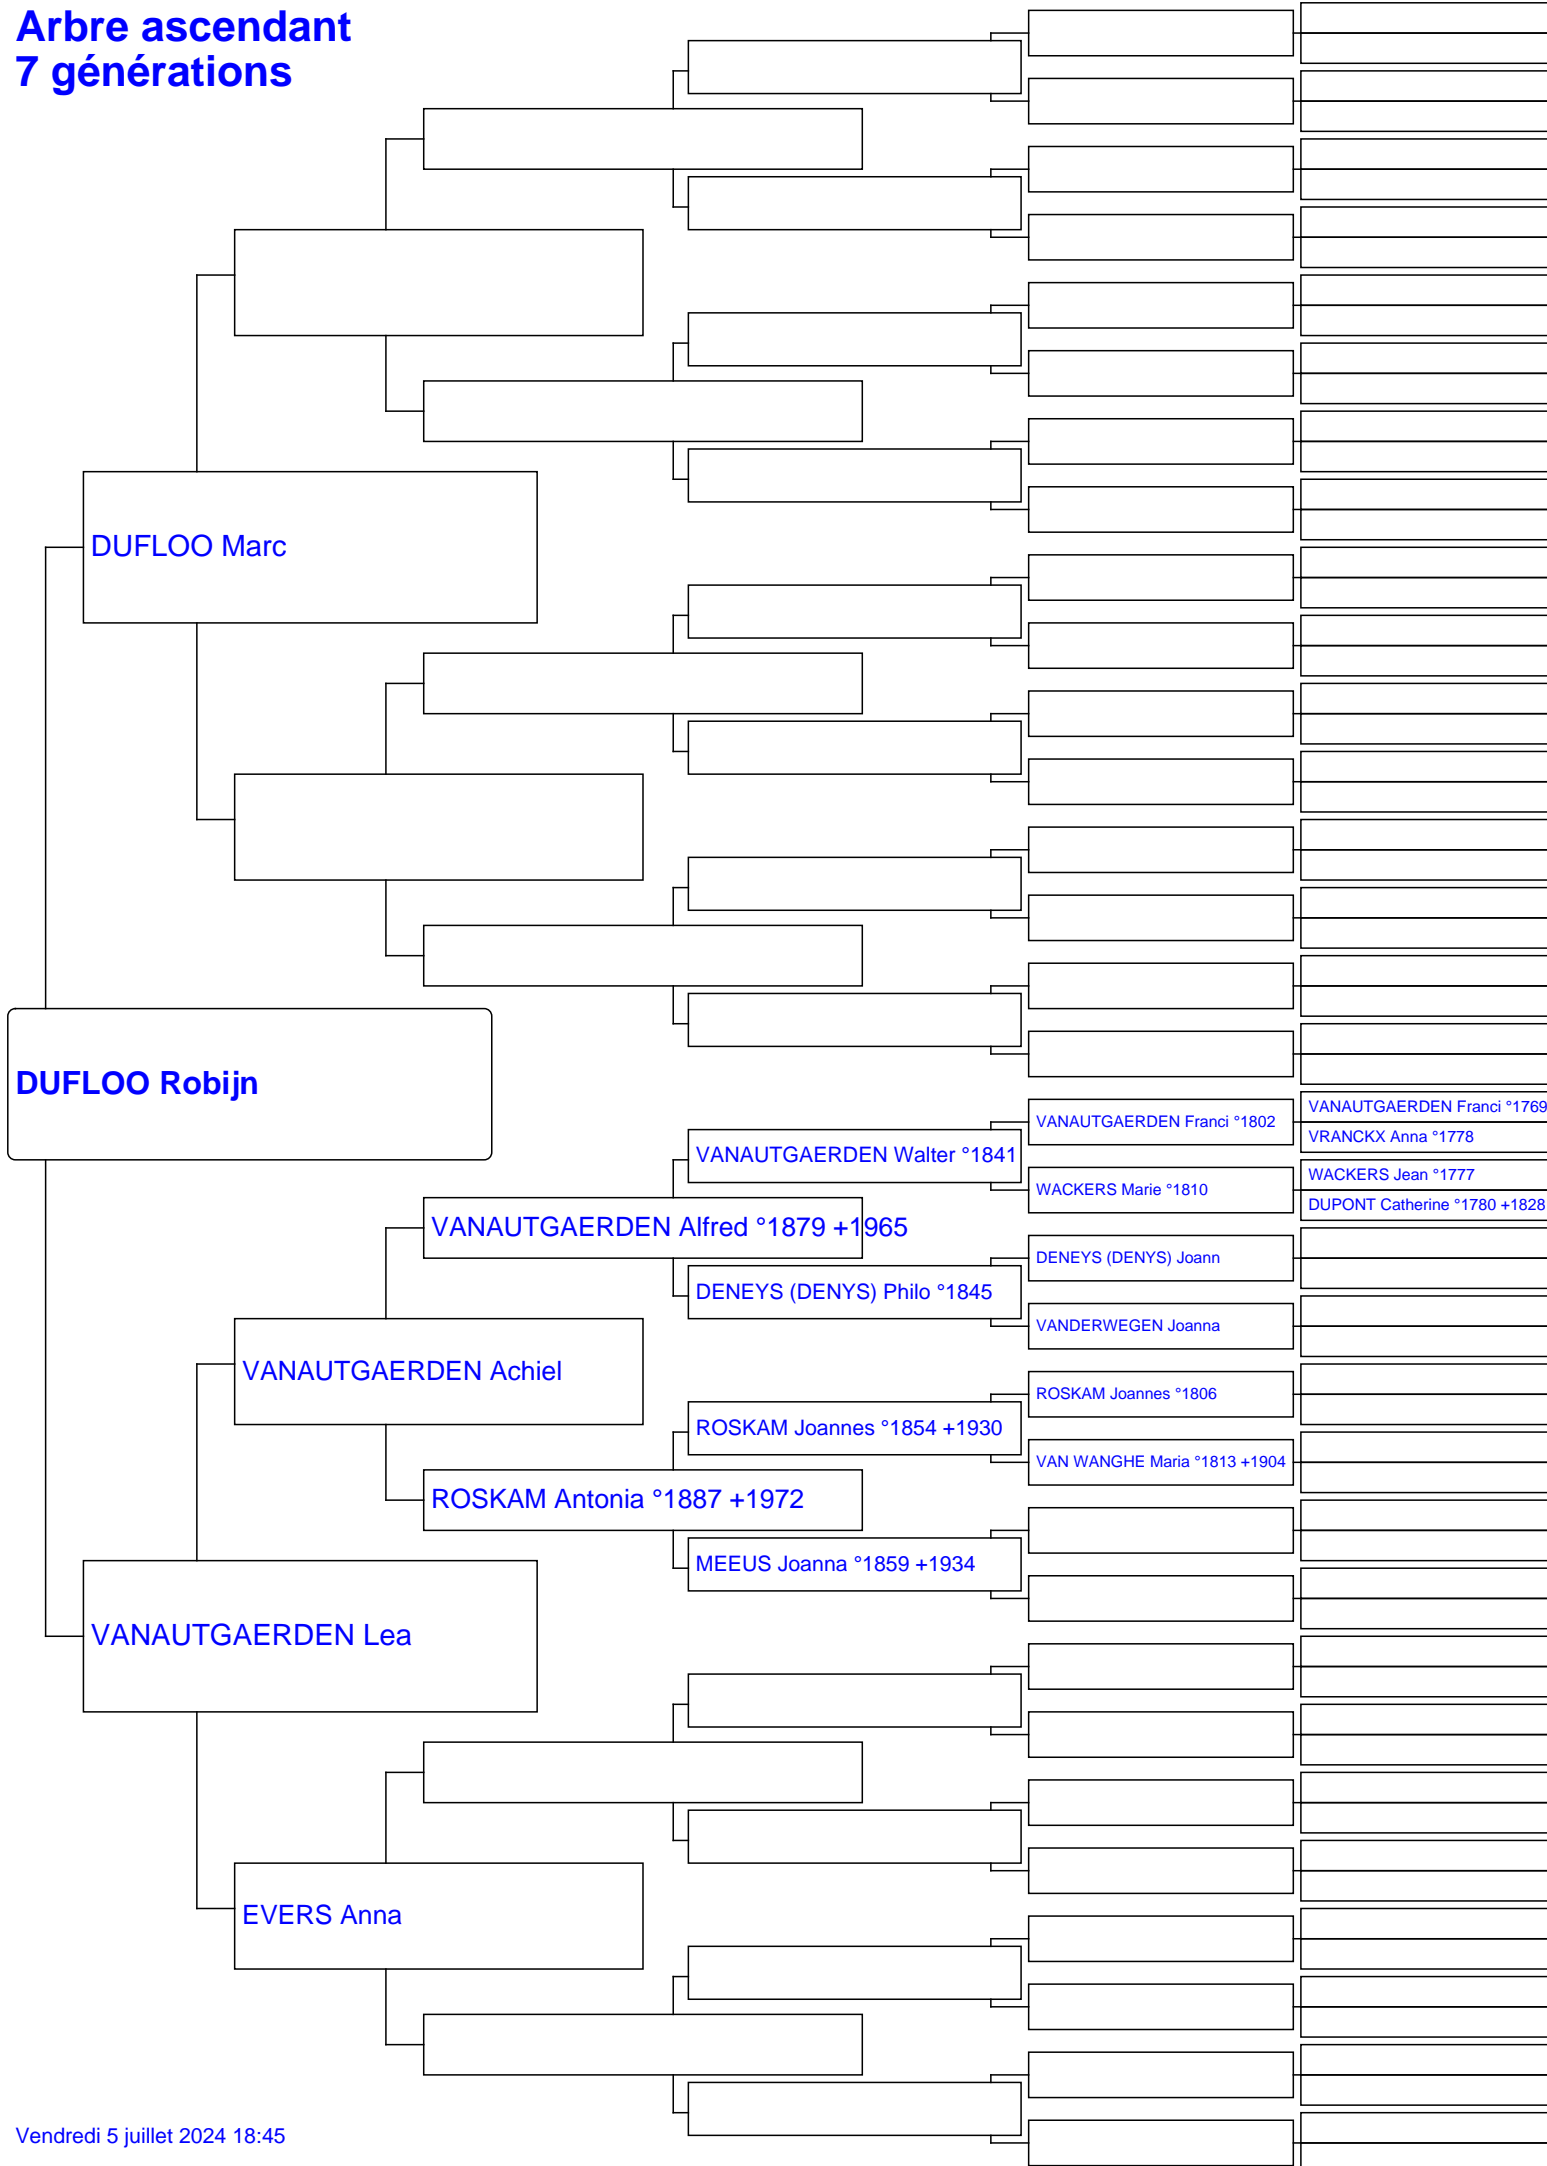 Arbre ascendant
7 générations
DUFLOO Marc
DUFLOO Robijn
VANAUTGAERDEN Franci °1769
VANAUTGAERDEN Franci °1802
VRANCKX Anna °1778
VANAUTGAERDEN Walter °1841
WACKERS Jean °1777
WACKERS Marie °1810
DUPONT Catherine °1780 +1828
VANAUTGAERDEN Alfred °1879 +1965
DENEYS (DENYS) Joann
DENEYS (DENYS) Philo °1845
VANDERWEGEN Joanna
VANAUTGAERDEN Achiel
ROSKAM Joannes °1806
ROSKAM Joannes °1854 +1930
VAN WANGHE Maria °1813 +1904
ROSKAM Antonia °1887 +1972
MEEUS Joanna °1859 +1934
VANAUTGAERDEN Lea
EVERS Anna
Vendredi 5 juillet 2024 18:45